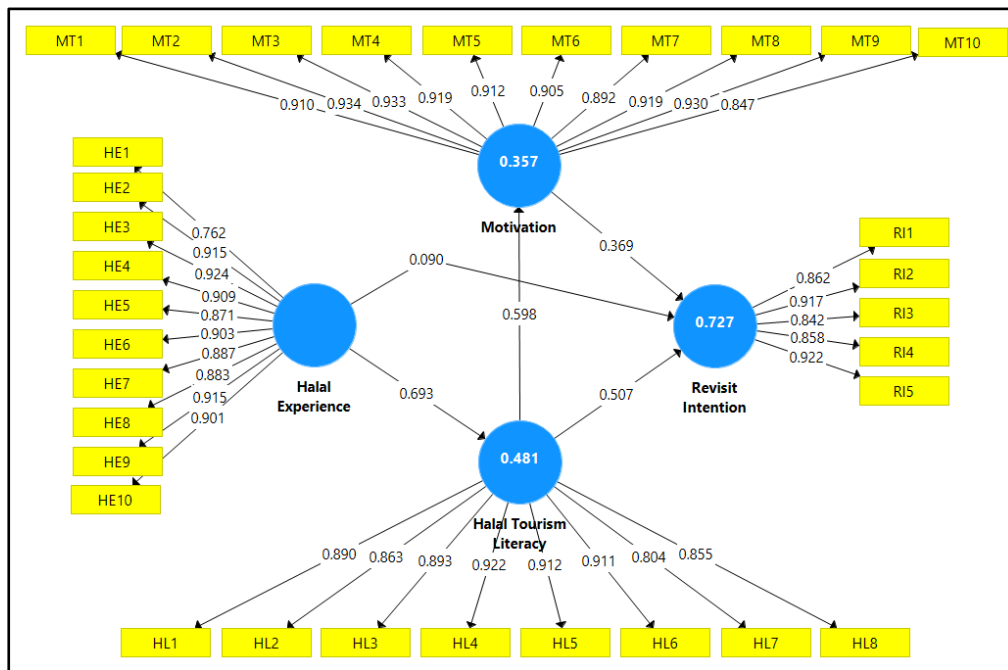 MT1 MT2 MT3 MT4 MT5 MT6 MT7 MT8 MT9 MT10
0.910 0.934 0.933 0.919 0.912 0.905 0.892 0.919 0.930 0.847
0.357
Motivation
HE1
HE2
HE3
HE4
HE5
HE6
HE7
HE8
HE9
HE10
0.762
0.915
0.924
0.909
0.871
0.903
0.887
0.883
0.915
0.901
Halal
Experience
0.090
0.369
0.598
0.693
0.507
0.727
Revisit
Intention
0.862
0.917
0.842
0.858
0.922
RI1
RI2
RI3
RI4
RI5
0.481
Halal Tourism
Literacy
0.890 0.863 0.893 0.922 0.912 0.911 0.804 0.855
HL1 HL2 HL3 HL4 HL5 HL6 HL7 HL8